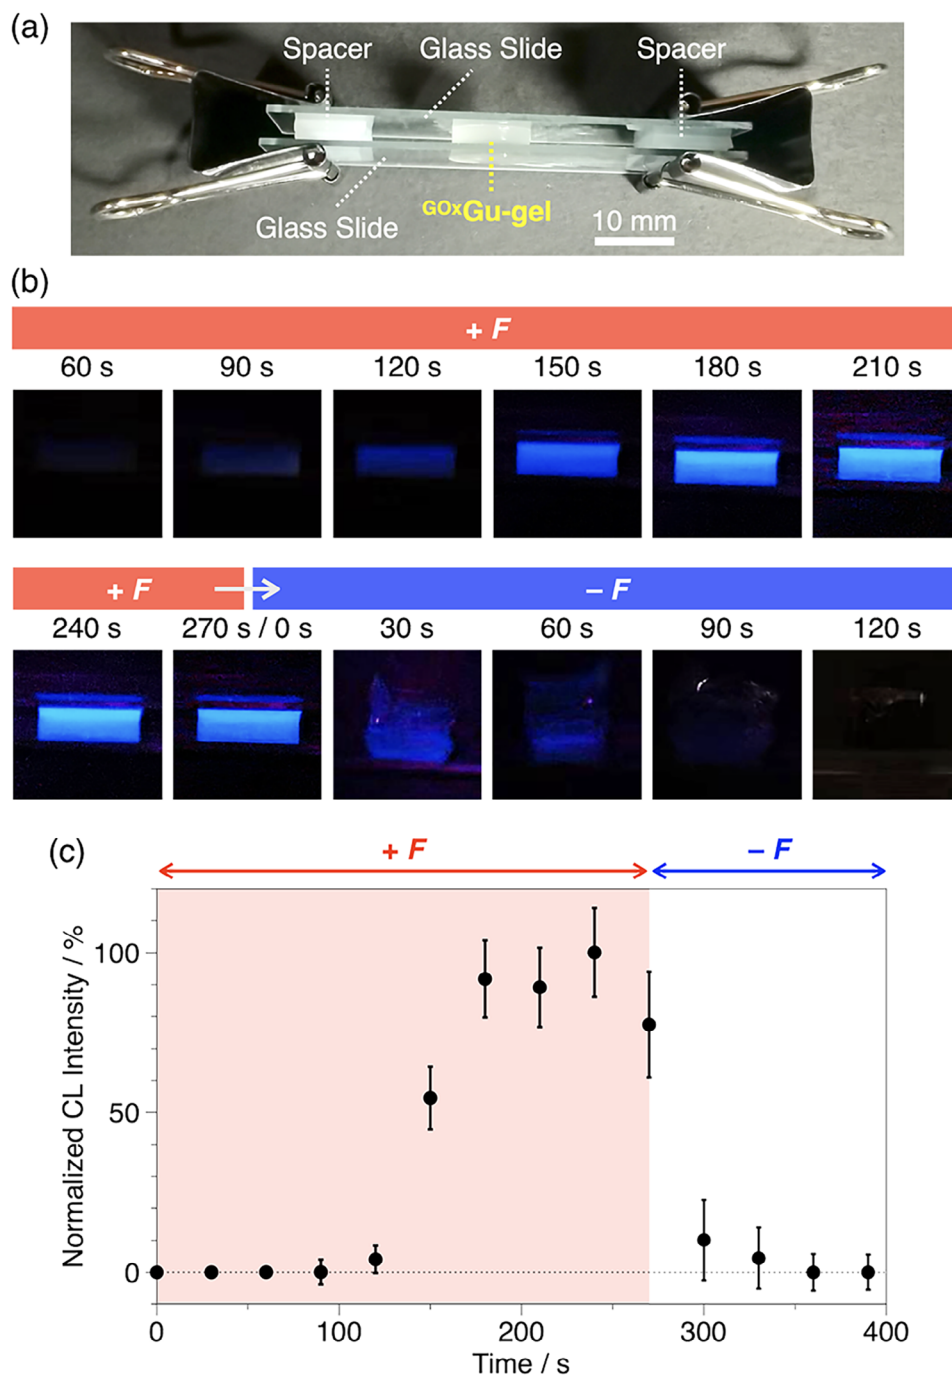 (a)
Spacer Glass Slide Spacer
Glass Slide GOxGu-gel 10 mm
(b)
+ F
60 s 90 s 120 s 150 s 180 s 210 s
+ F – F
240 s 270 s / 0 s 30 s 60 s 90 s 120 s
(c)
+ F – F
Normalized CL Intensity / %
100
50
0
0 100 200 300 400
Time / s